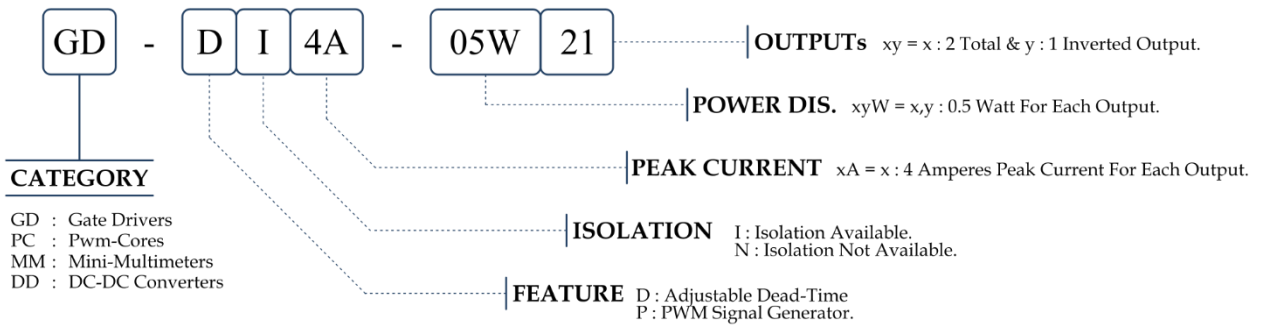 GD - D I 4A - 05W 21
OUTPUTs xy = x : 2 Total & y : 1 Inverted Output.
POWER DIS. xyW = x,y : 0.5 Watt For Each Output.
PEAK CURRENT xA = x : 4 Amperes Peak Current For Each Output.
CATEGORY
GD : Gate Drivers
PC : Pwm-Cores
MM : Mini-Multimeters
DD : DC-DC Converters
ISOLATION I : Isolation Available.
N : Isolation Not Available.
FEATURE D : Adjustable Dead-Time
P : PWM Signal Generator.